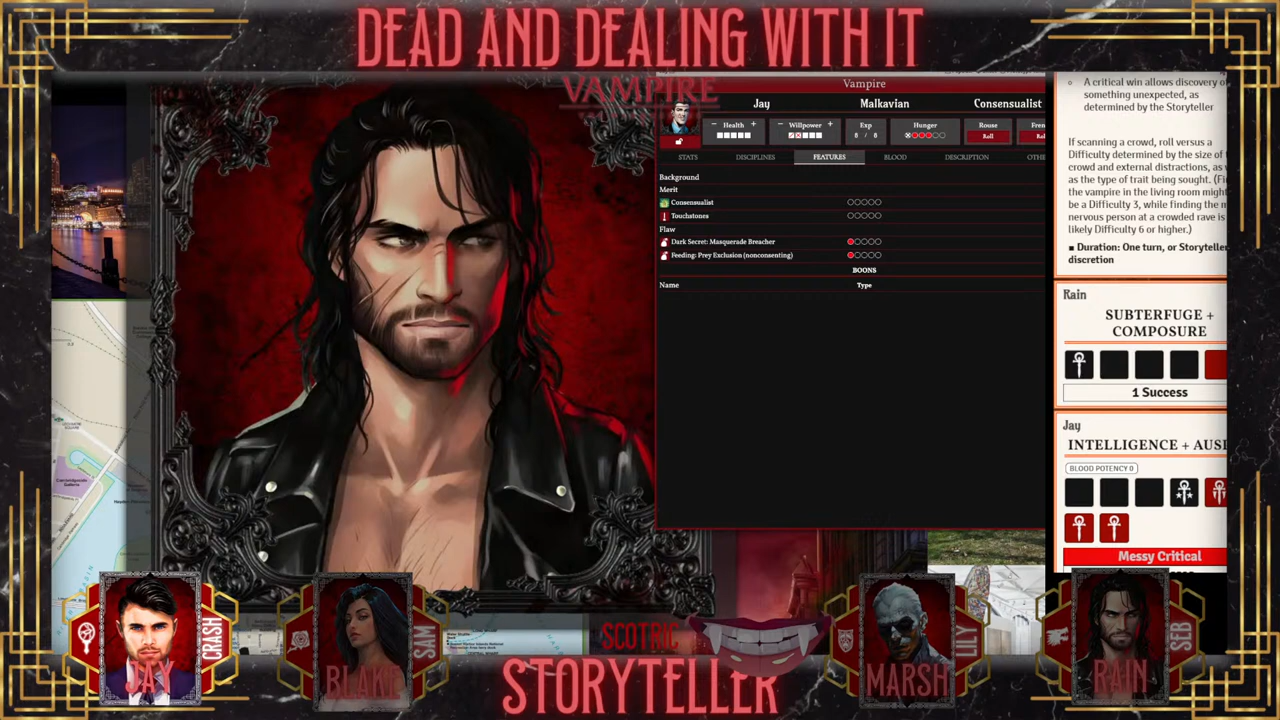 DEAD AND DEALING WITH IT
VAMPIRE
Vampire
Jay
Malkavian
Consensualist
− Health +
− Willpower +
Exp
0 / 0
Hunger
Rouse
Roll
Fren
STATS
DISCIPLINES
FEATURES
BLOOD
DESCRIPTION
OTHE
Background
Merit
Consensualist
Touchstones
Flaw
Dark Secret: Masquerade Breacher
Feeding: Prey Exclusion (nonconsenting)
BOONS
Name
Type
A critical win allows discovery of
something unexpected, as
determined by the Storyteller
If scanning a crowd, roll versus a
Difficulty determined by the size of
crowd and external distractions, as
as the type of trait being sought. (Fi
the vampire in the living room might
be a Difficulty 3, while finding the m
nervous person at a crowded rave is
likely Difficulty 6 or higher.)
■ Duration: One turn, or Storyteller
discretion
Rain
SUBTERFUGE +
COMPOSURE
1 Success
Jay
INTELLIGENCE + AUS
BLOOD POTENCY 0
Messy Critical
JAY
CRASH
BLAKE
SAM
SCOTRIC
STORYTELLER
MARSH
LILY
RAIN
SEB